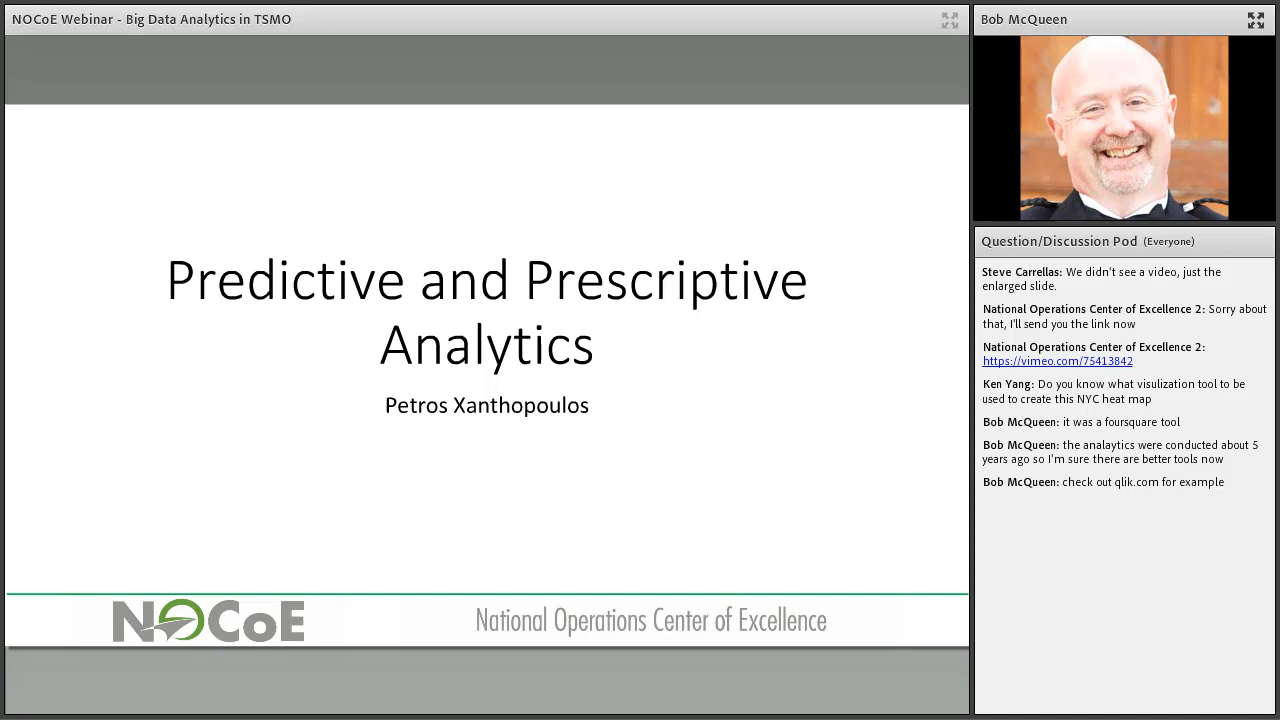 NOCoE Webinar - Big Data Analytics in TSMO
Predictive and Prescriptive
Analytics
Petros Xanthopoulos
NOCoE
National Operations Center of Excellence
Bob McQueen
Question/Discussion Pod (Everyone)
Steve Carrellas: We didn't see a video, just the
enlarged slide.
National Operations Center of Excellence 2: Sorry about
that, I'll send you the link now
National Operations Center of Excellence 2:
https://vimeo.com/75413842
Ken Yang: Do you know what visulization tool to be
used to create this NYC heat map
Bob McQueen: it was a foursquare tool
Bob McQueen: the analaytics were conducted about 5
years ago so I'm sure there are better tools now
Bob McQueen: check out qlik.com for example